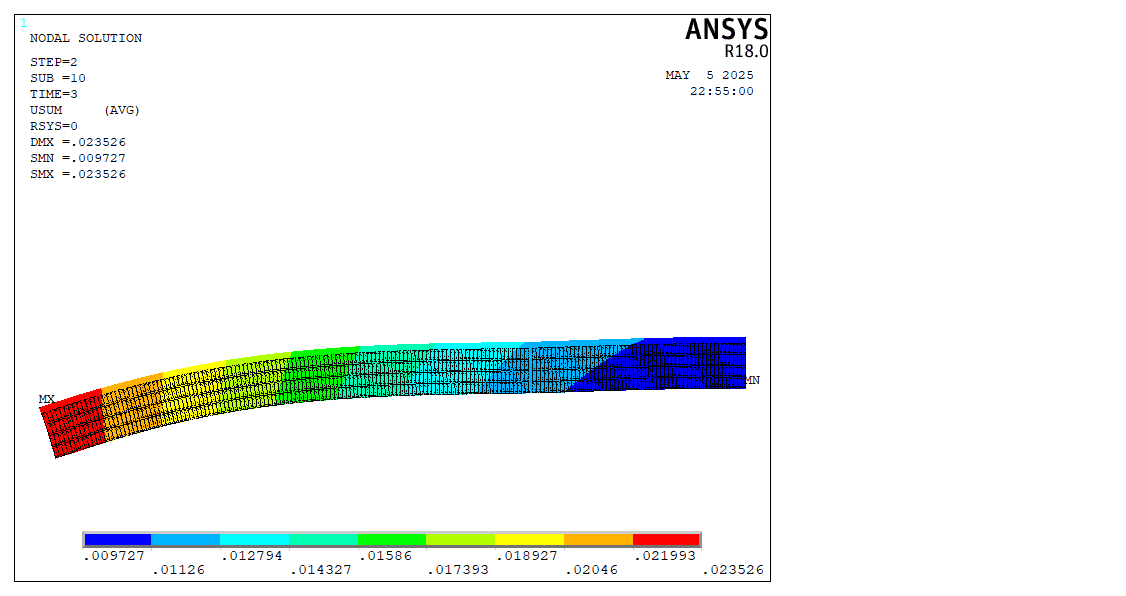 1
ANSYS
R18.0
NODAL SOLUTION
STEP=2
SUB =10
TIME=3
USUM (AVG)
RSYS=0
DMX =.023526
SMN =.009727
SMX =.023526
MAY 5 2025
22:55:00
MX
MN
.009727 .012794 .01586 .018927 .021993
.01126 .014327 .017393 .02046 .023526